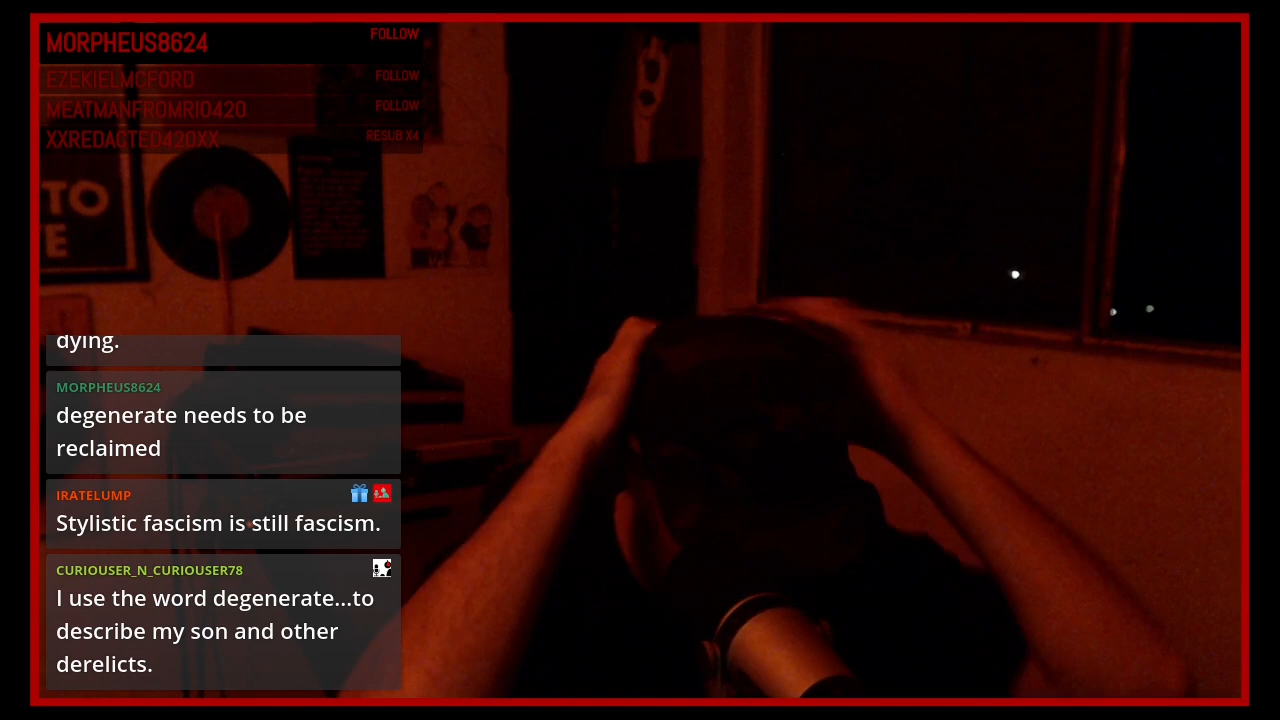 MORPHEUS8624 FOLLOW
EZEKIELMCFORD FOLLOW
MEATMANFROMRIO420 FOLLOW
XXREDACTED420XX RESUB X4
TO
E
dying.
MORPHEUS8624
degenerate needs to be
reclaimed
IRATELUMP
Stylistic fascism is still fascism.
CURIOUSER_N_CURIOUSER78
I use the word degenerate...to
describe my son and other
derelicts.